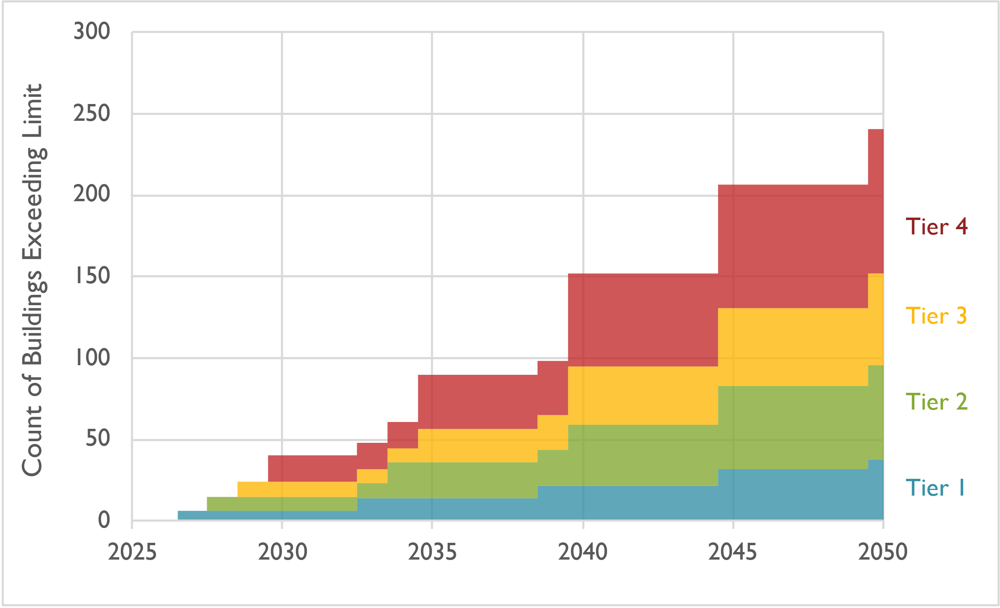 Count of Buildings Exceeding Limit
300
250
200
150
100
50
0
2025 2030 2035 2040 2045 2050
Tier 4
Tier 3
Tier 2
Tier 1